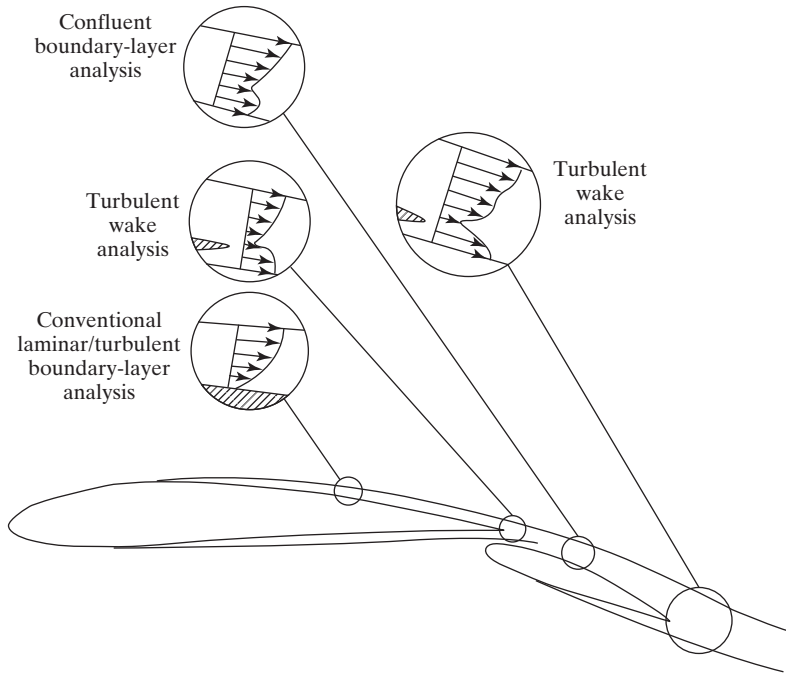 Confluent
boundary-layer
analysis
Turbulent
wake
analysis
Turbulent
wake
analysis
Conventional
laminar/turbulent
boundary-layer
analysis